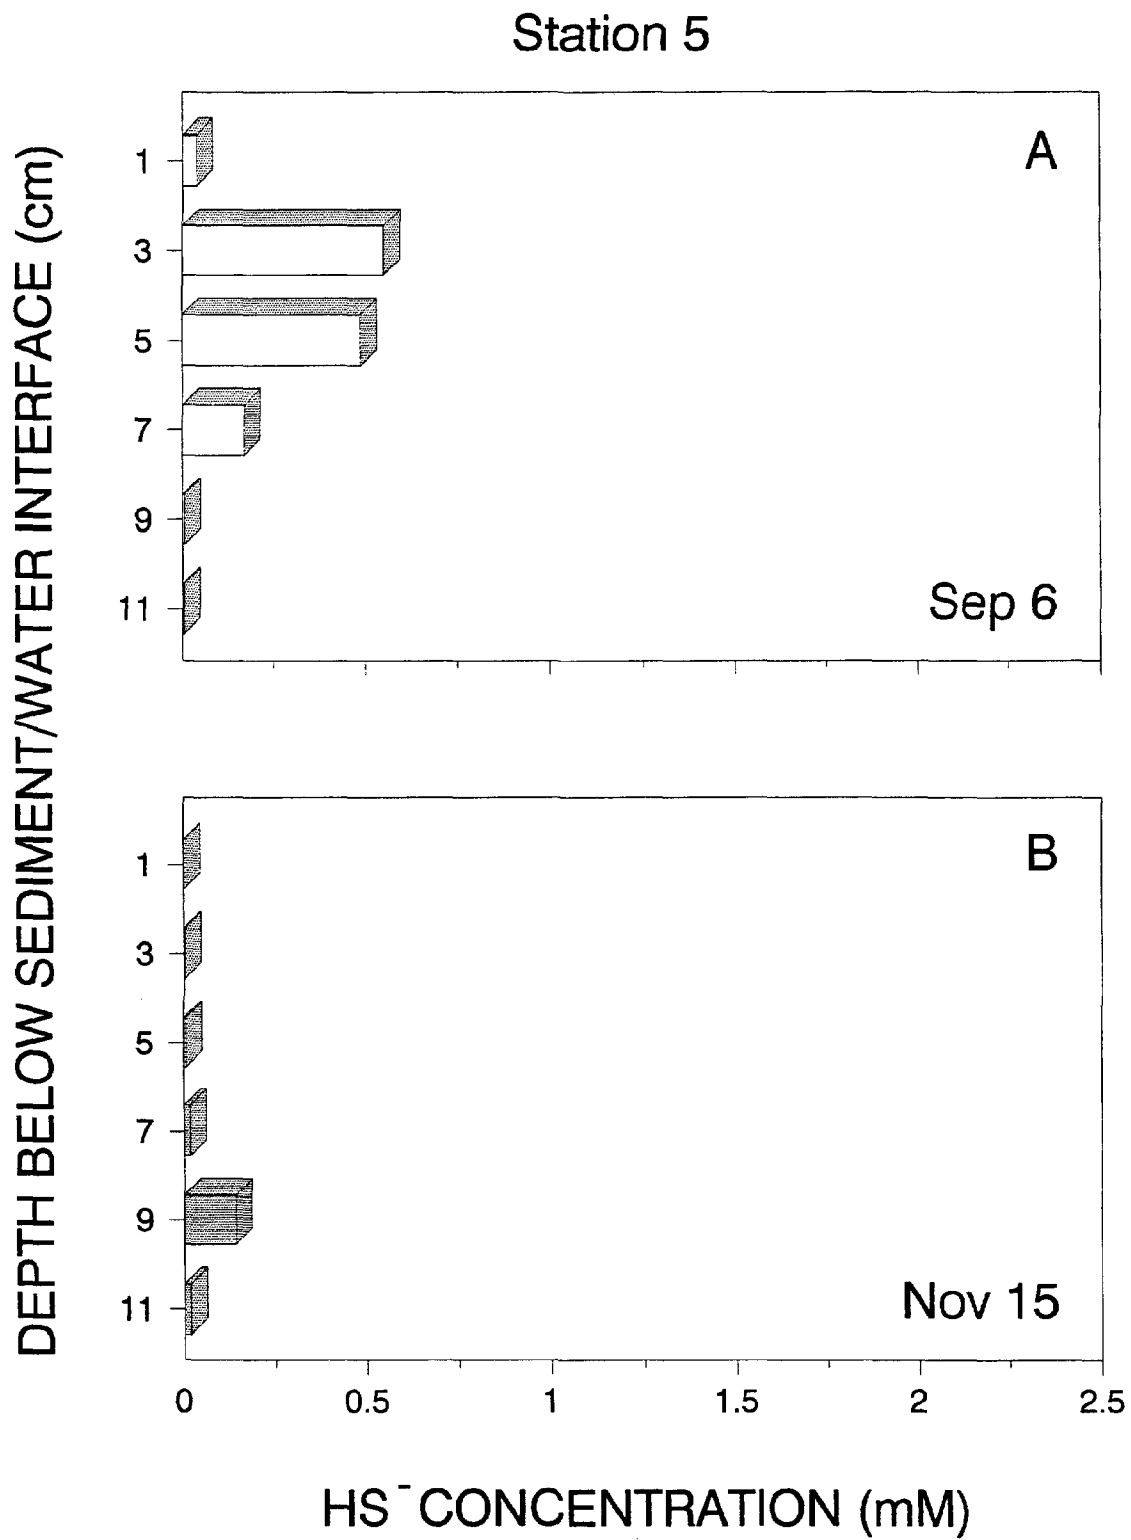 Station 5
DEPTH BELOW SEDIMENT/WATER INTERFACE (cm)
A
1
3
5
7
9
11
Sep 6
B
1
3
5
7
9
11
Nov 15
0 0.5 1 1.5 2 2.5
HS⁻ CONCENTRATION (mM)